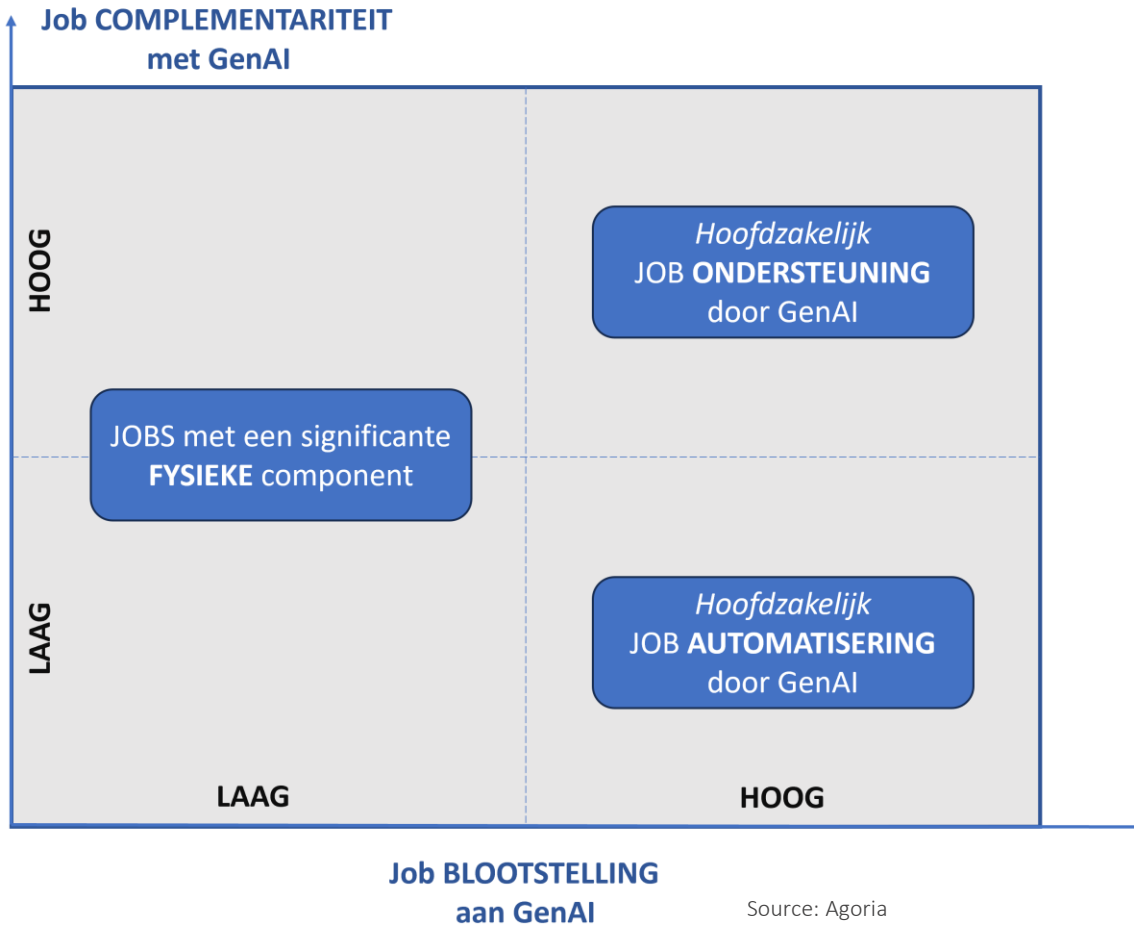 Job COMPLEMENTARITEIT
met GenAI
HOOG
Hoofdzakelijk
JOB ONDERSTEUNING
door GenAI
JOBS met een significante
FYSIEKE component
LAAG
Hoofdzakelijk
JOB AUTOMATISERING
door GenAI
LAAG
HOOG
Job BLOOTSTELLING
aan GenAI
Source: Agoria